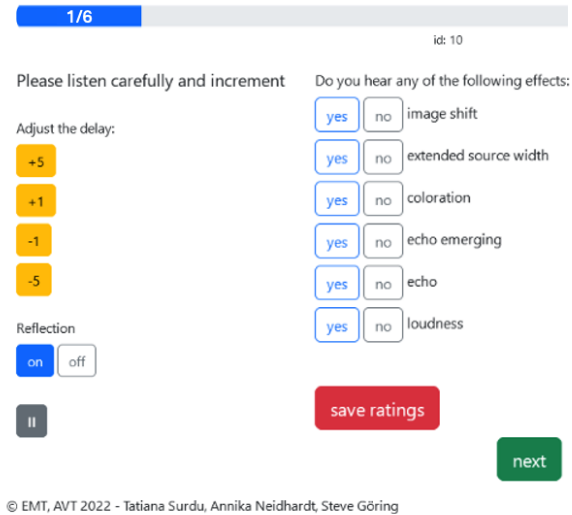 1/6
id: 10
Please listen carefully and increment
Adjust the delay:
+5
+1
-1
-5
Reflection
on off
Do you hear any of the following effects:
yes no image shift
yes no extended source width
yes no coloration
yes no echo emerging
yes no echo
yes no loudness
save ratings
next
© EMT, AVT 2022 - Tatiana Surdu, Annika Neidhardt, Steve Göring